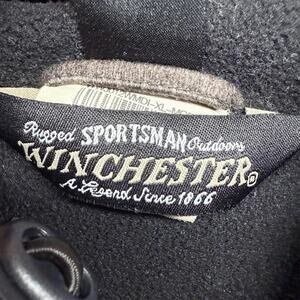 Rugged SPORTSMAN Outdoors
WINCHESTER®
A Legend Since 1866